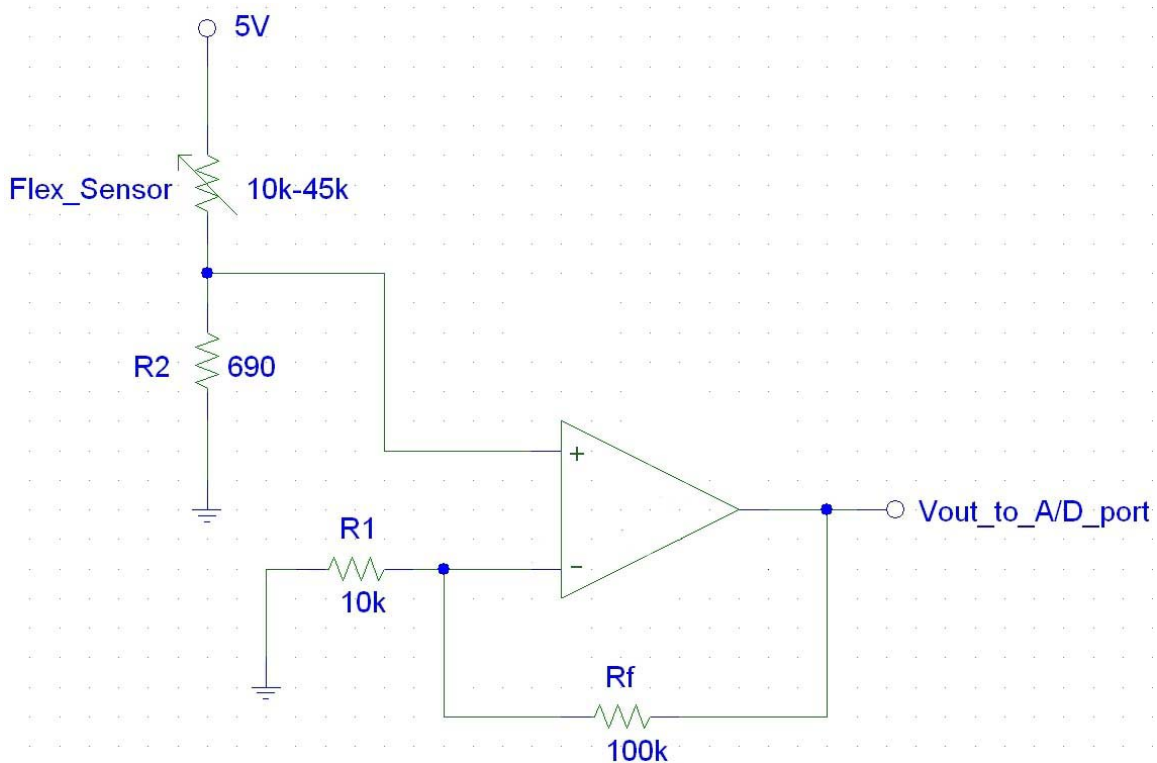 5V
Flex_Sensor 10k-45k
R2 690
+
Vout_to_A/D_port
R1
-
10k
Rf
100k